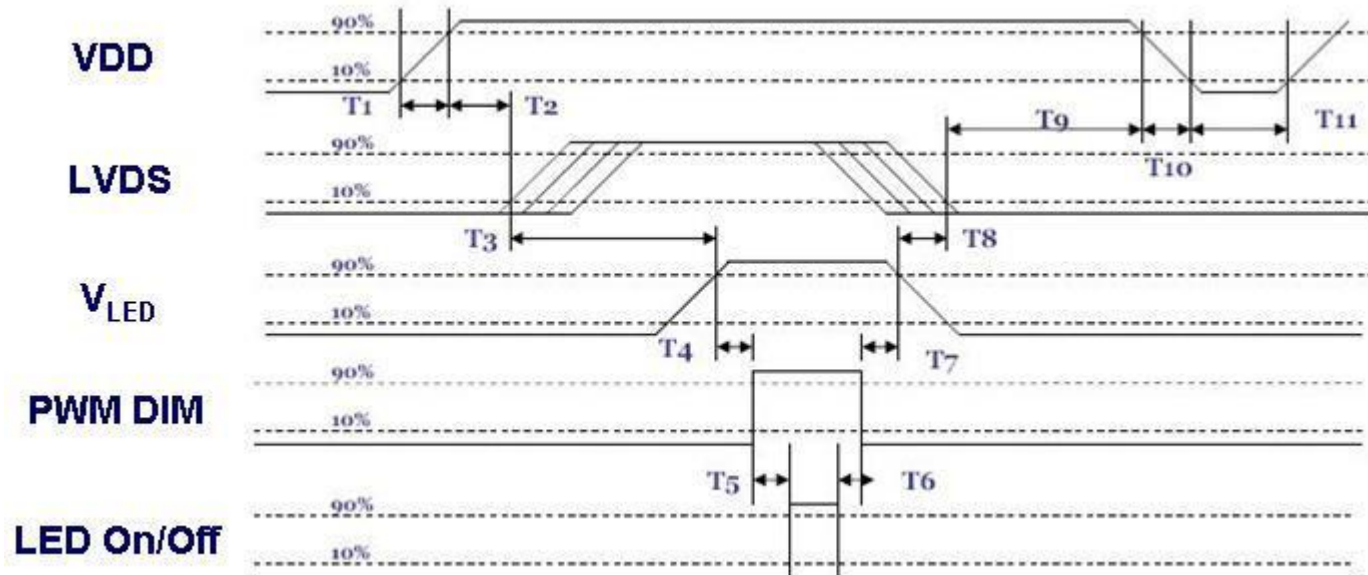 VDD
90%
10%
T1
T2
T9
T10
T11
LVDS
90%
10%
T3
T8
VLED
90%
10%
T4
T7
PWM DIM
90%
10%
T5
T6
LED On/Off
90%
10%